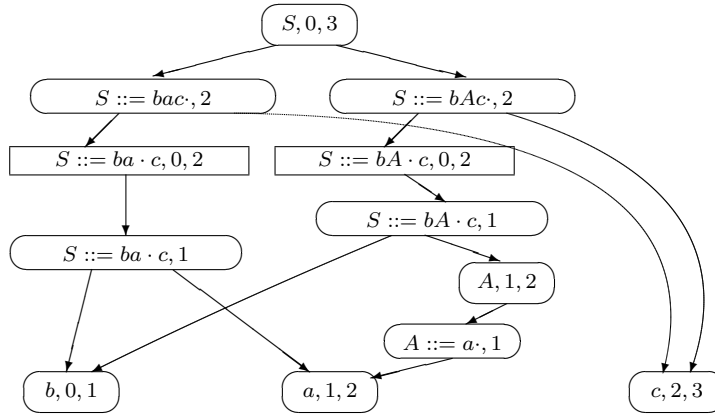 S, 0, 3
S ::= bac·, 2
S ::= bAc·, 2
S ::= ba · c, 0, 2
S ::= bA · c, 0, 2
S ::= bA · c, 1
S ::= ba · c, 1
A, 1, 2
A ::= a·, 1
b, 0, 1
a, 1, 2
c, 2, 3